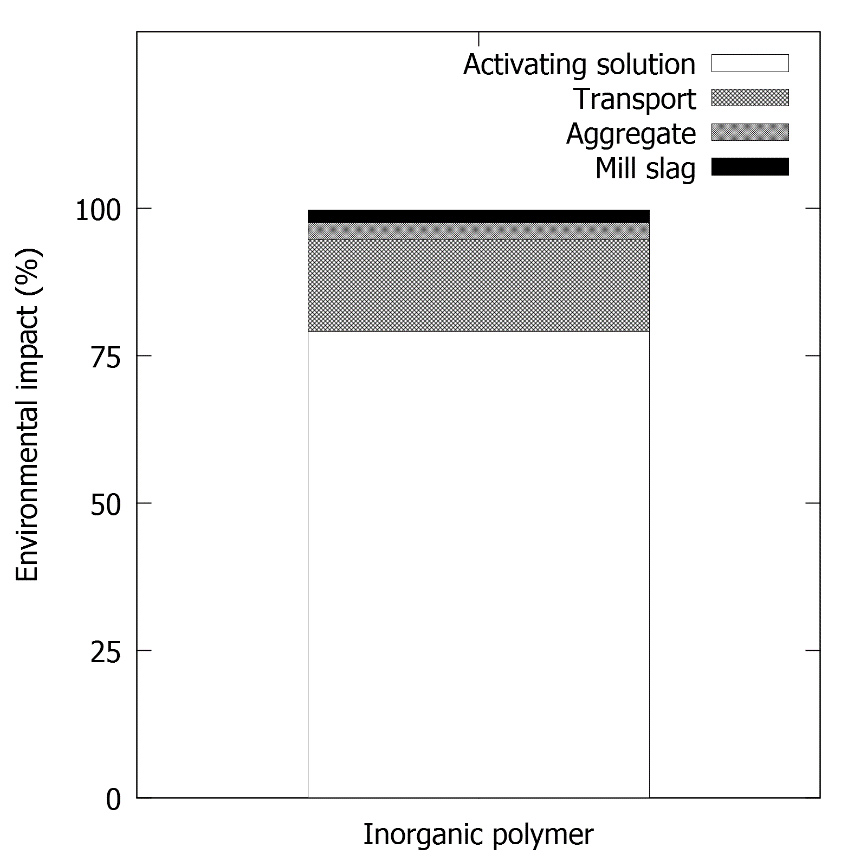 Activating solution
Transport
Aggregate
Mill slag
100
75
50
25
0
Environmental impact (%)
Inorganic polymer